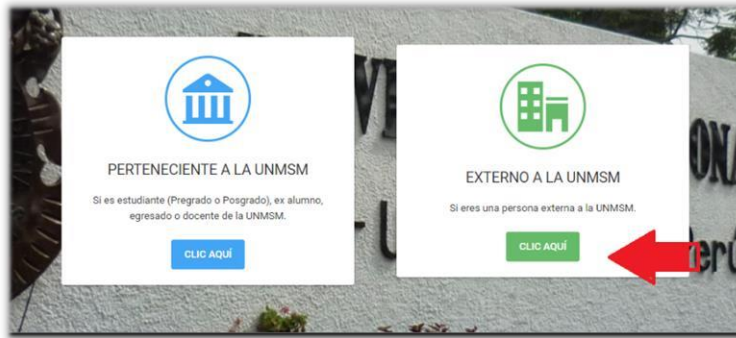 PERTENECIENTE A LA UNMSM
Si es estudiante (Pregrado o Posgrado), ex alumno,
egresado o docente de la UNMSM.
CLIC AQUÍ
EXTERNO A LA UNMSM
Si eres una persona externa a la UNMSM.
CLIC AQUÍ